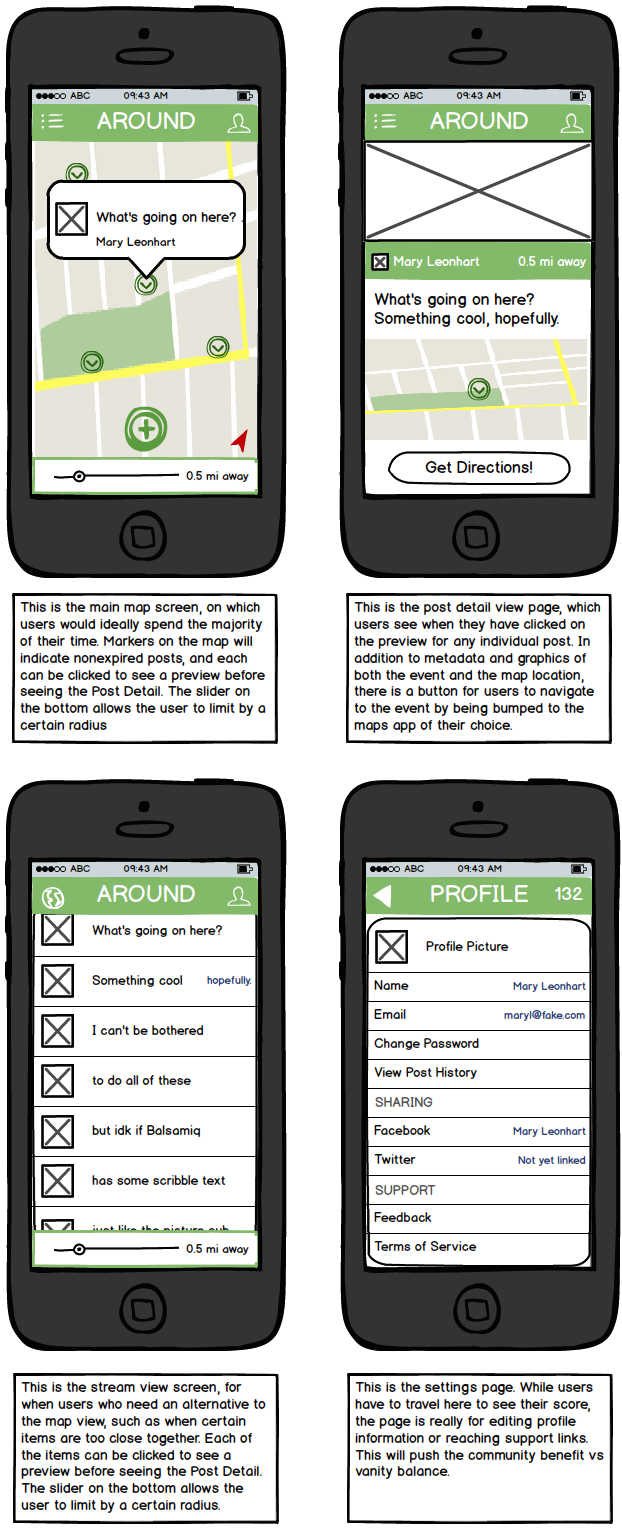 ABC 09:43 AM
AROUND
What's going on here? .
Mary Leonhart
0.5 mi away
This is the main map screen, on which
users would ideally spend the majority
of their time. Markers on the map will
indicate nonexpired posts, and each
can be clicked to see a preview before
seeing the Post Detail. The slider on
the bottom allows the user to limit by a
certain radius
ABC 09:43 AM
AROUND
Mary Leonhart 0.5 mi away
What's going on here?
Something cool, hopefully.
Get Directions!
This is the post detail view page, which
users see when they have clicked on
the preview for any individual post. In
addition to metadata and graphics of
both the event and the map location,
there is a button for users to navigate
to the event by being bumped to the
maps app of their choice.
ABC 09:43 AM
AROUND
What's going on here?
Something cool hopefully.
I can't be bothered
to do all of these
but idk if Balsamiq
has some scribble text
just like the picture sub
0.5 mi away
This is the stream view screen, for
when users who need an alternative to
the map view, such as when certain
items are too close together. Each of
the items can be clicked to see a
preview before seeing the Post Detail.
The slider on the bottom allows the
user to limit by a certain radius.
ABC 09:43 AM
PROFILE 132
Profile Picture
Name Mary Leonhart
Email maryl@fake.com
Change Password
View Post History
SHARING
Facebook Mary Leonhart
Twitter Not yet linked
SUPPORT
Feedback
Terms of Service
This is the settings page. While users
have to travel here to see their score,
the page is really for editing profile
information or reaching support links.
This will push the community benefit vs
vanity balance.